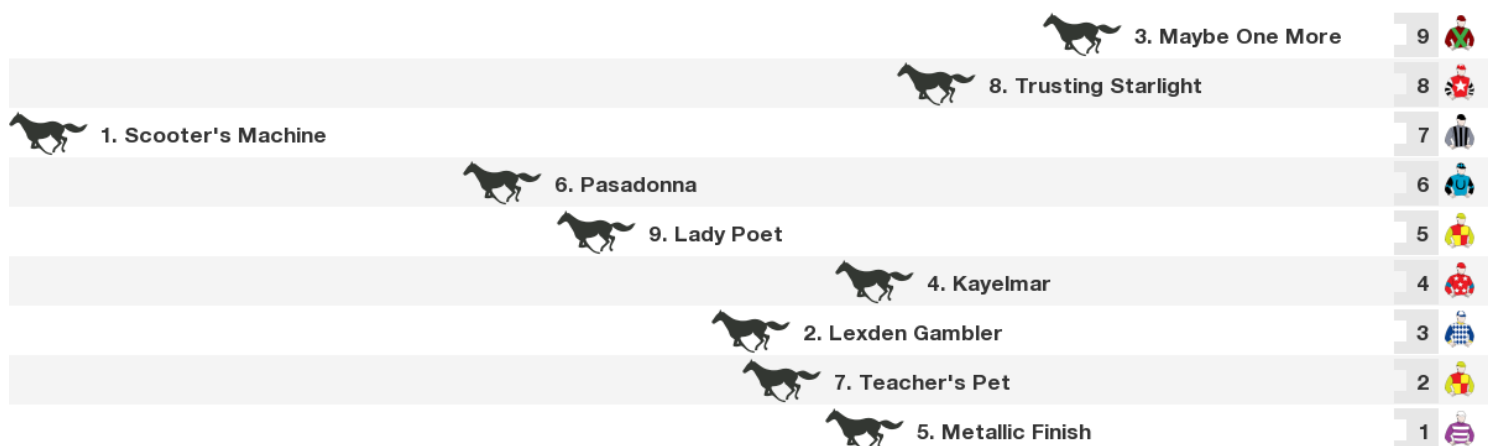 3. Maybe One More 9
8. Trusting Starlight 8
1. Scooter's Machine 7
6. Pasadonna 6
9. Lady Poet 5
4. Kayelmar 4
2. Lexden Gambler 3
7. Teacher's Pet 2
5. Metallic Finish 1